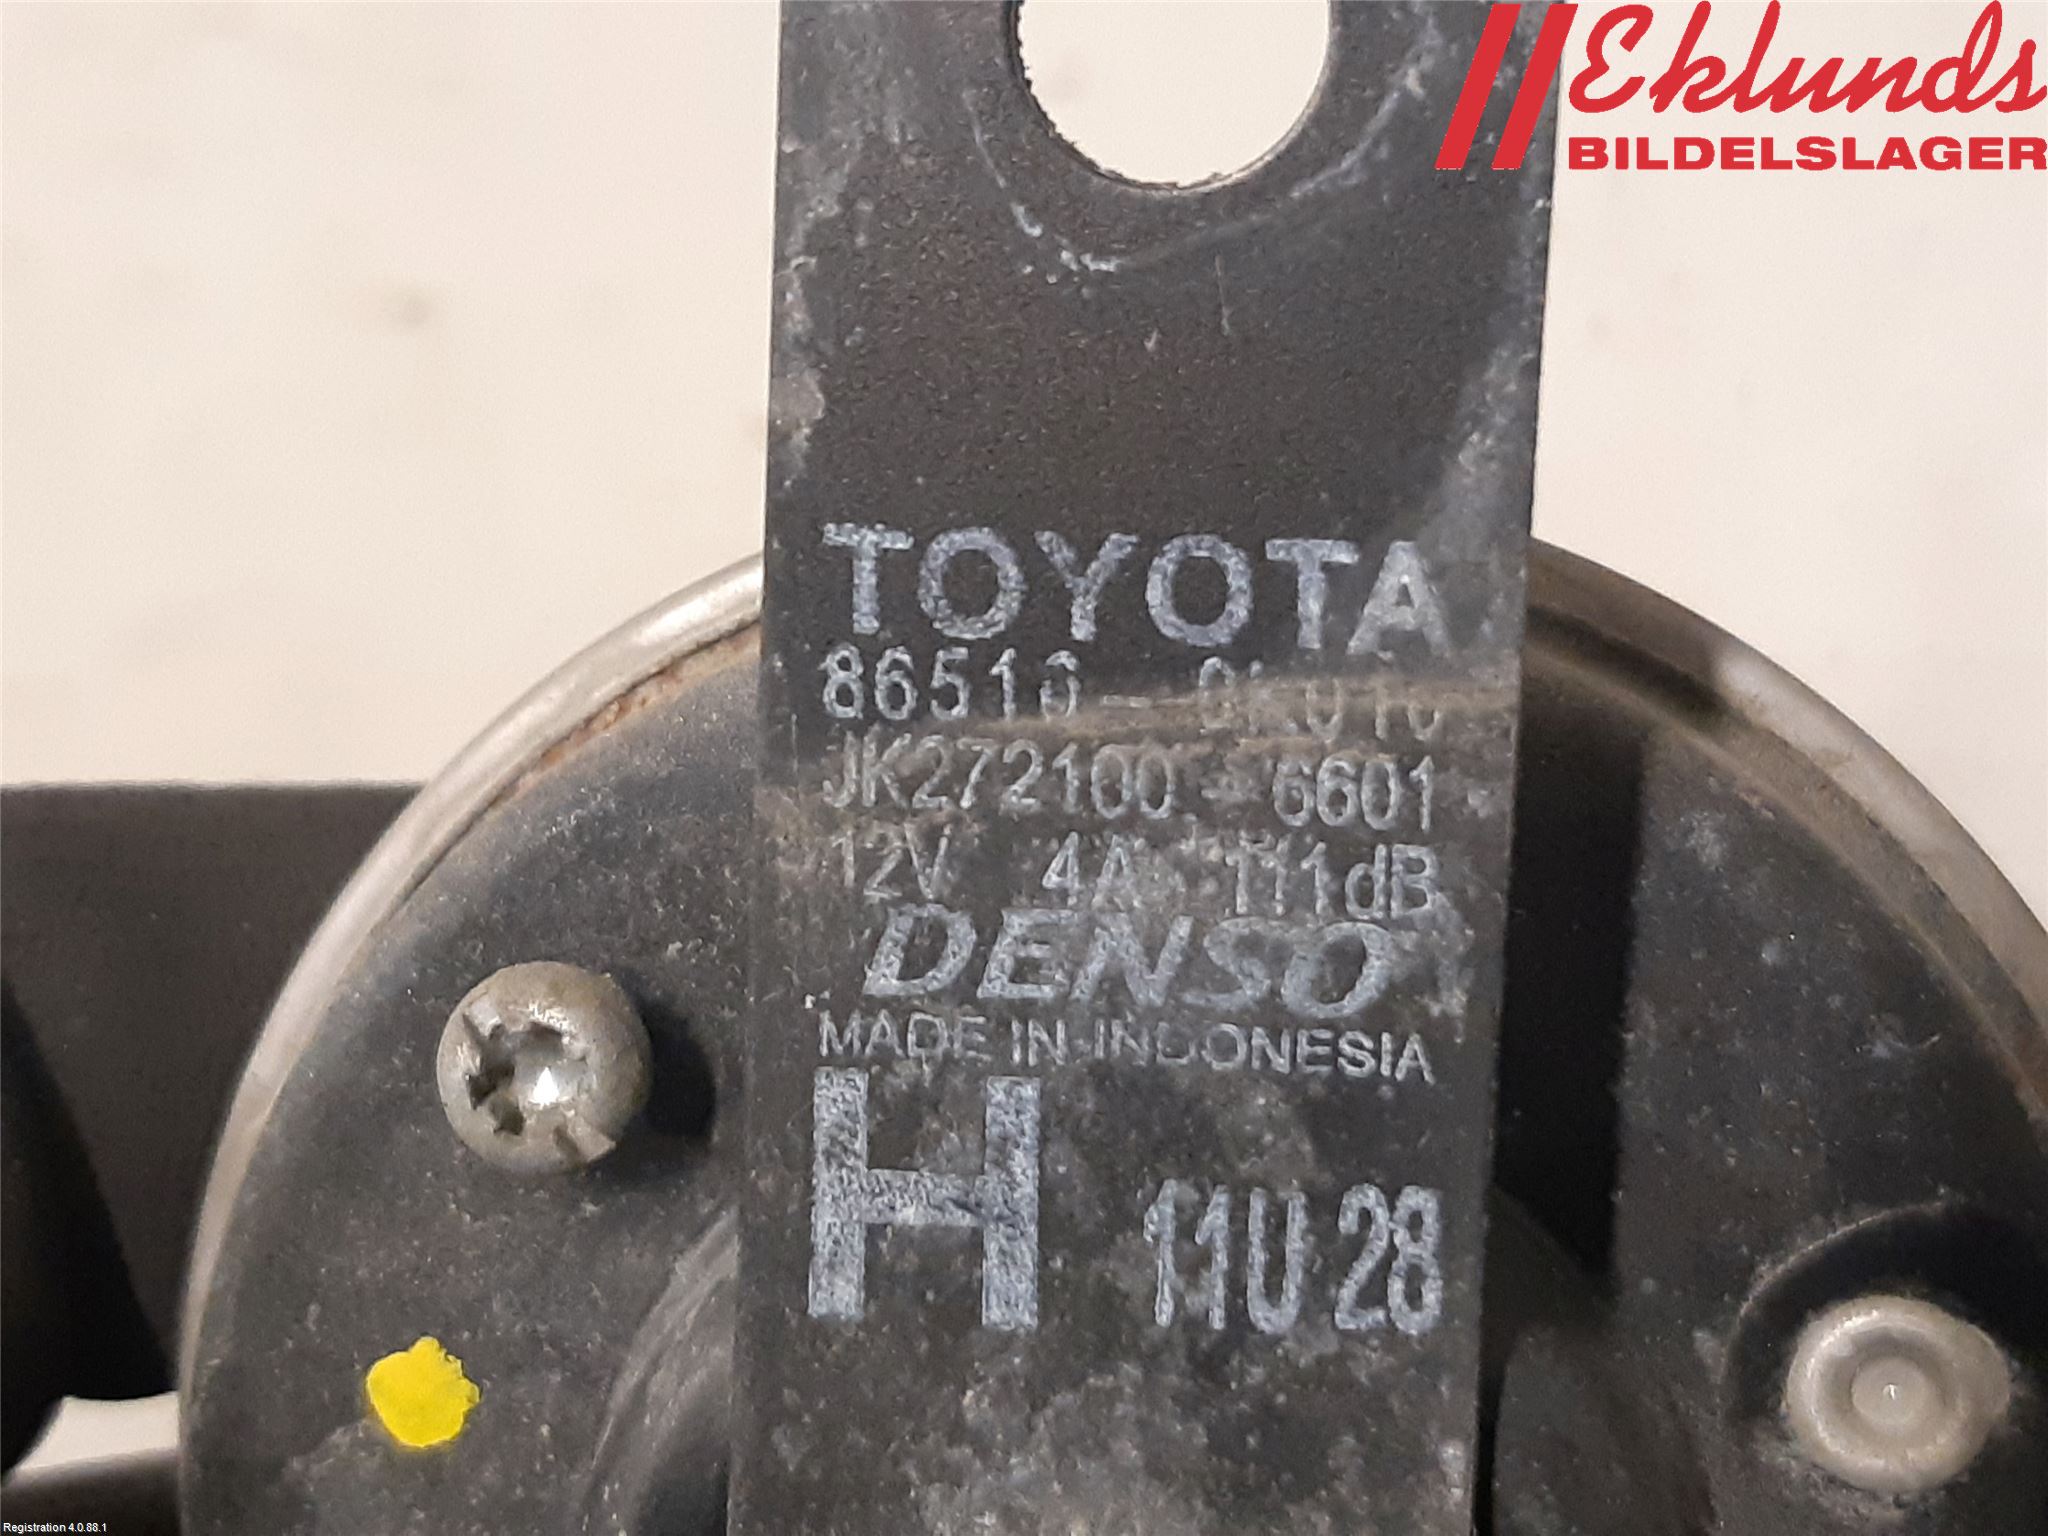 Eklunds
BILDELSLAGER
TOYOTA
86510-0K010
JK272100-6601
12V 4A 111dB
DENSO
MADE IN INDONESIA
H 11U 28
Registration 4.0.88.1